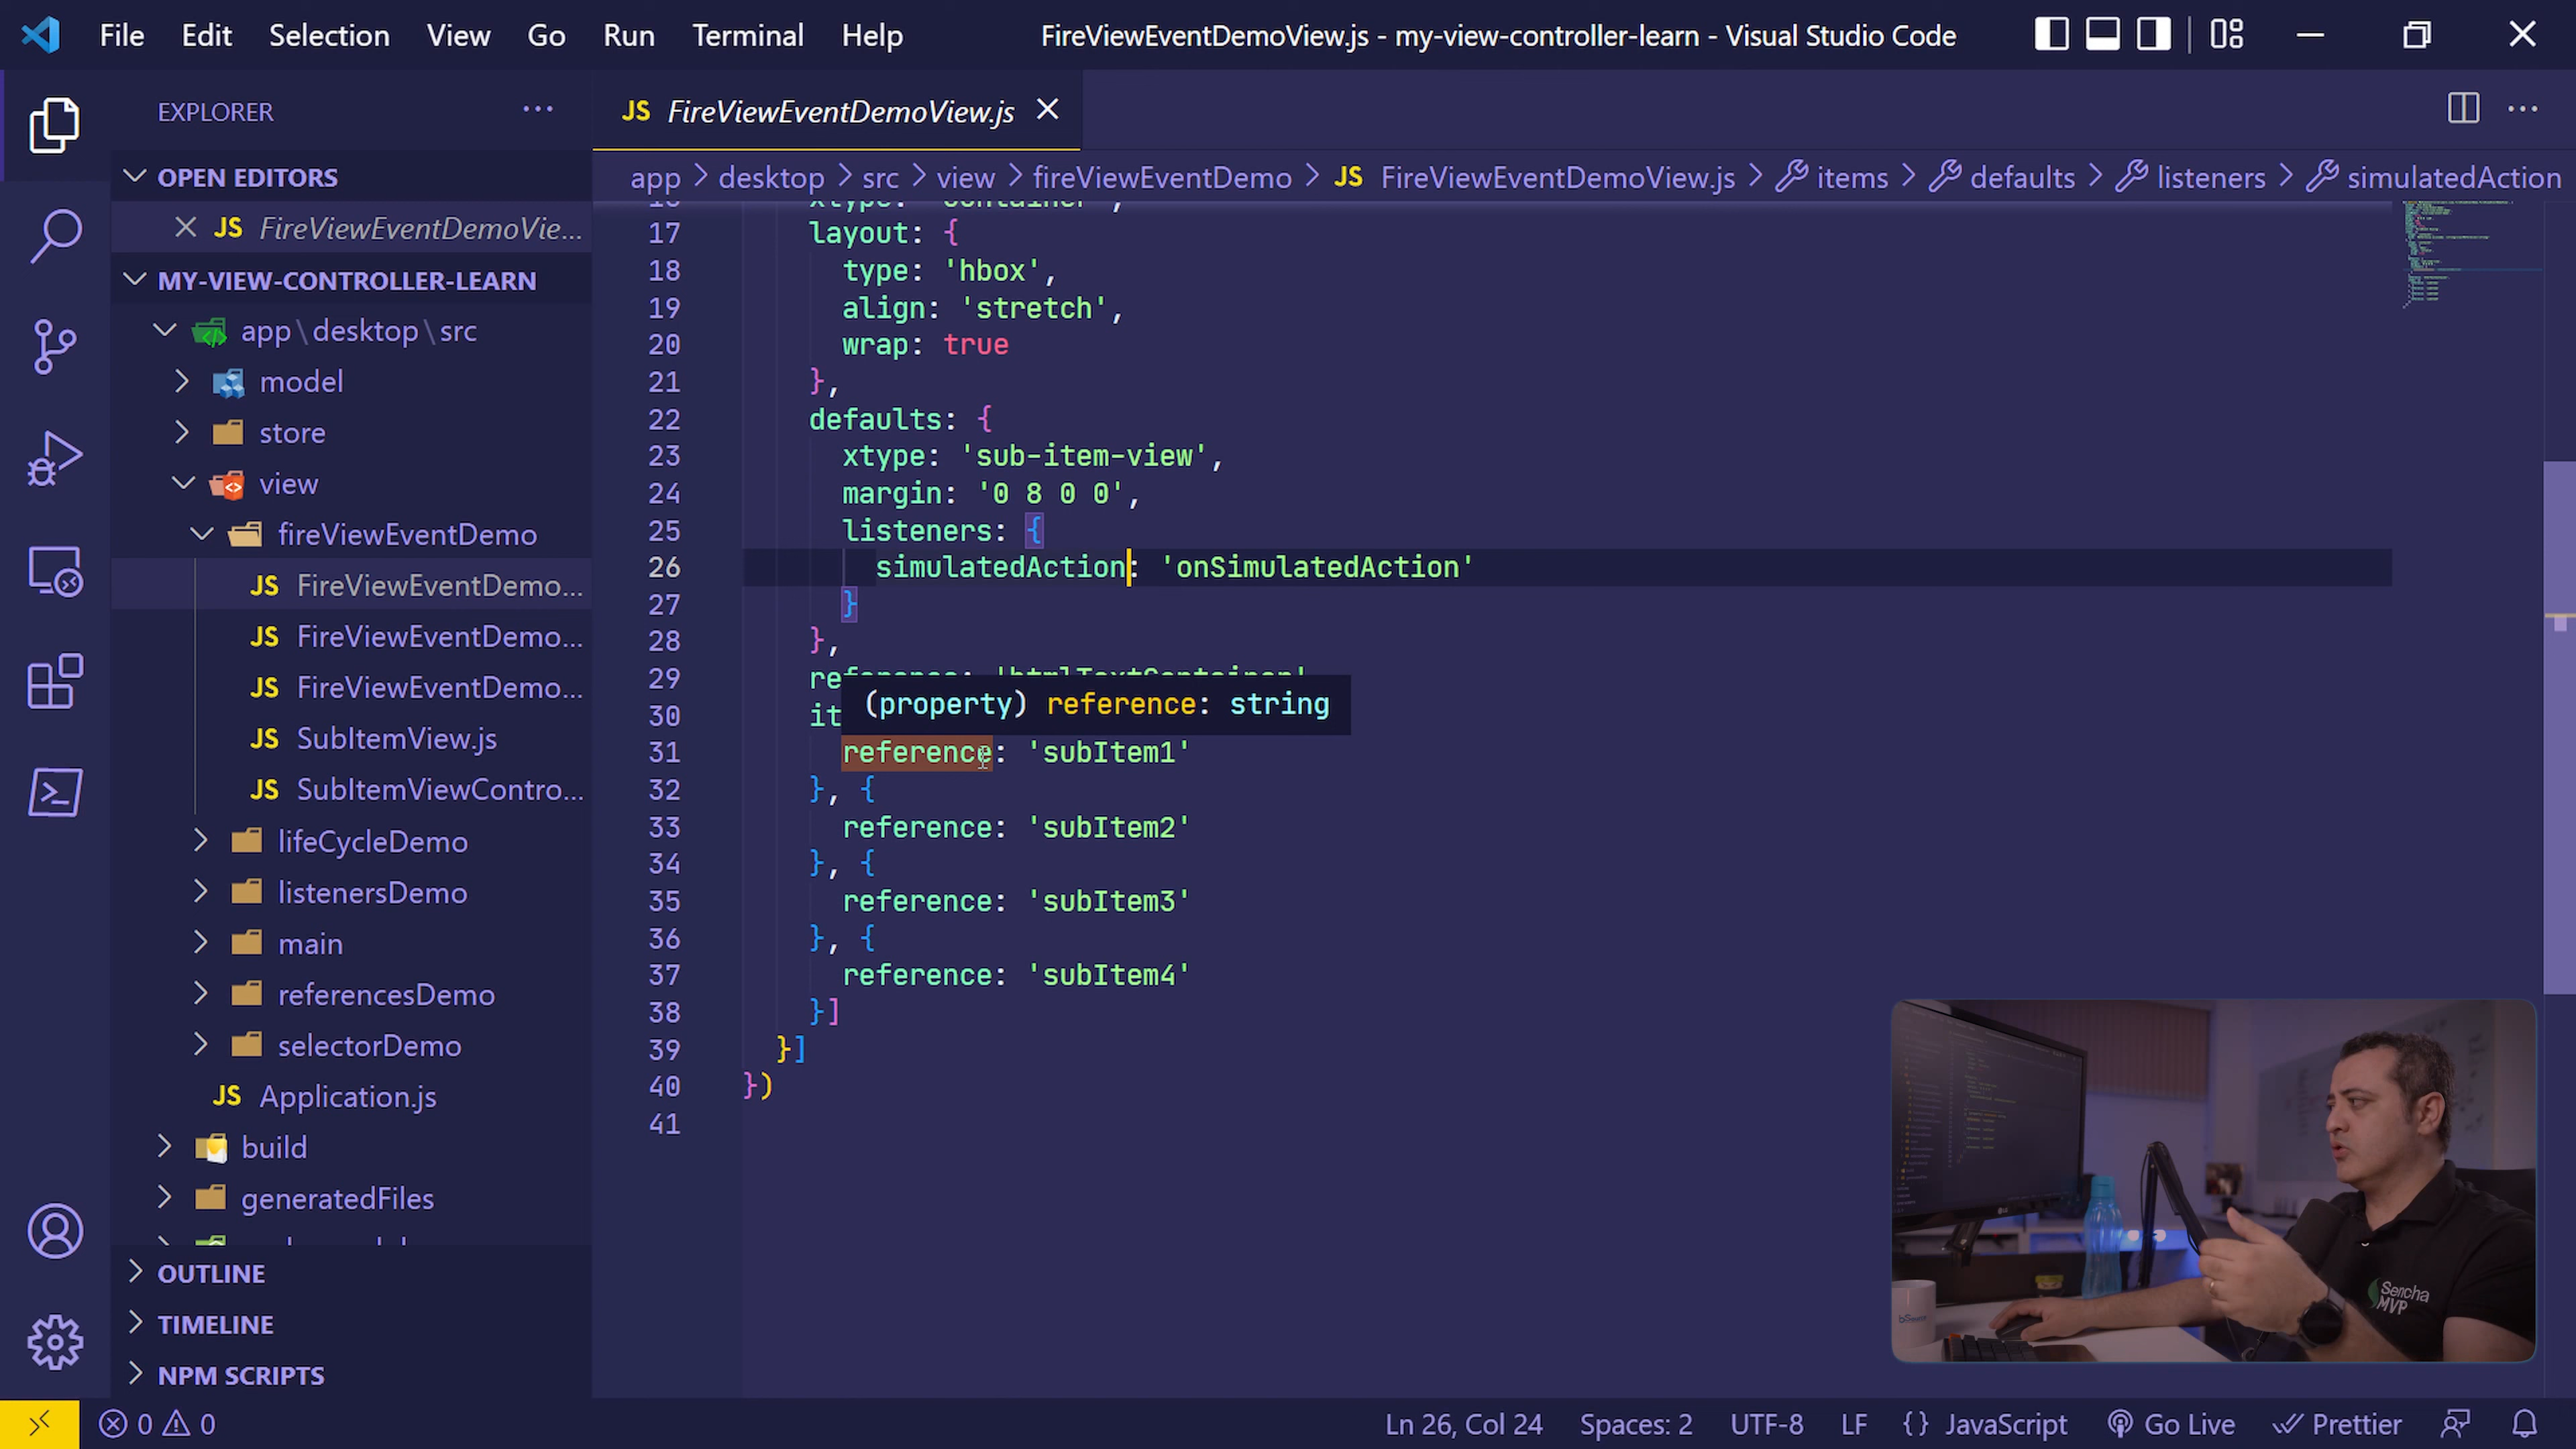 File Edit Selection View Go Run Terminal Help FireViewEventDemoView.js - my-view-controller-learn - Visual Studio Code
EXPLORER ···
OPEN EDITORS
JS FireViewEventDemoVie...
MY-VIEW-CONTROLLER-LEARN
app\desktop\src
model
store
view
fireViewEventDemo
JS FireViewEventDemo...
JS FireViewEventDemo...
JS FireViewEventDemo...
JS SubItemView.js
JS SubItemViewContro...
lifeCycleDemo
listenersDemo
main
referencesDemo
selectorDemo
JS Application.js
build
generatedFiles
OUTLINE
TIMELINE
NPM SCRIPTS
JS FireViewEventDemoView.js
app > desktop > src > view > fireViewEventDemo > JS FireViewEventDemoView.js > items > defaults > listeners > simulatedAction
17 layout: {
18 type: 'hbox',
19 align: 'stretch',
20 wrap: true
21 },
22 defaults: {
23 xtype: 'sub-item-view',
24 margin: '0 8 0 0',
25 listeners: {
26 simulatedAction: 'onSimulatedAction'
27 }
28 },
29 reference: 'htmlTextContainer'
30 it
(property) reference: string
31 reference: 'subItem1'
32 }, {
33 reference: 'subItem2'
34 }, {
35 reference: 'subItem3'
36 }, {
37 reference: 'subItem4'
38 }]
39 }]
40 })
41
Sencha
MVP
0 0 Ln 26, Col 24 Spaces: 2 UTF-8 LF {} JavaScript Go Live Prettier